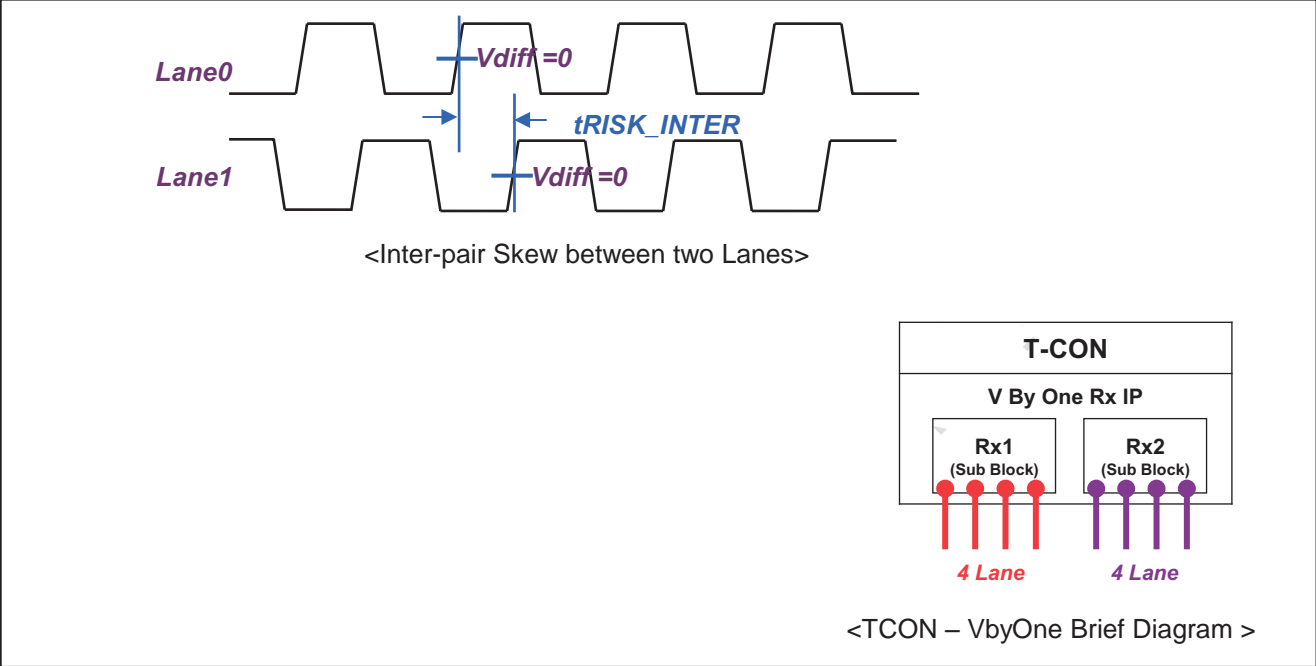 Lane0
Vdiff =0
tRISK_INTER
Lane1
Vdiff =0
<Inter-pair Skew between two Lanes>
T-CON
V By One Rx IP
Rx1
(Sub Block)
Rx2
(Sub Block)
4 Lane
4 Lane
<TCON – VbyOne Brief Diagram >